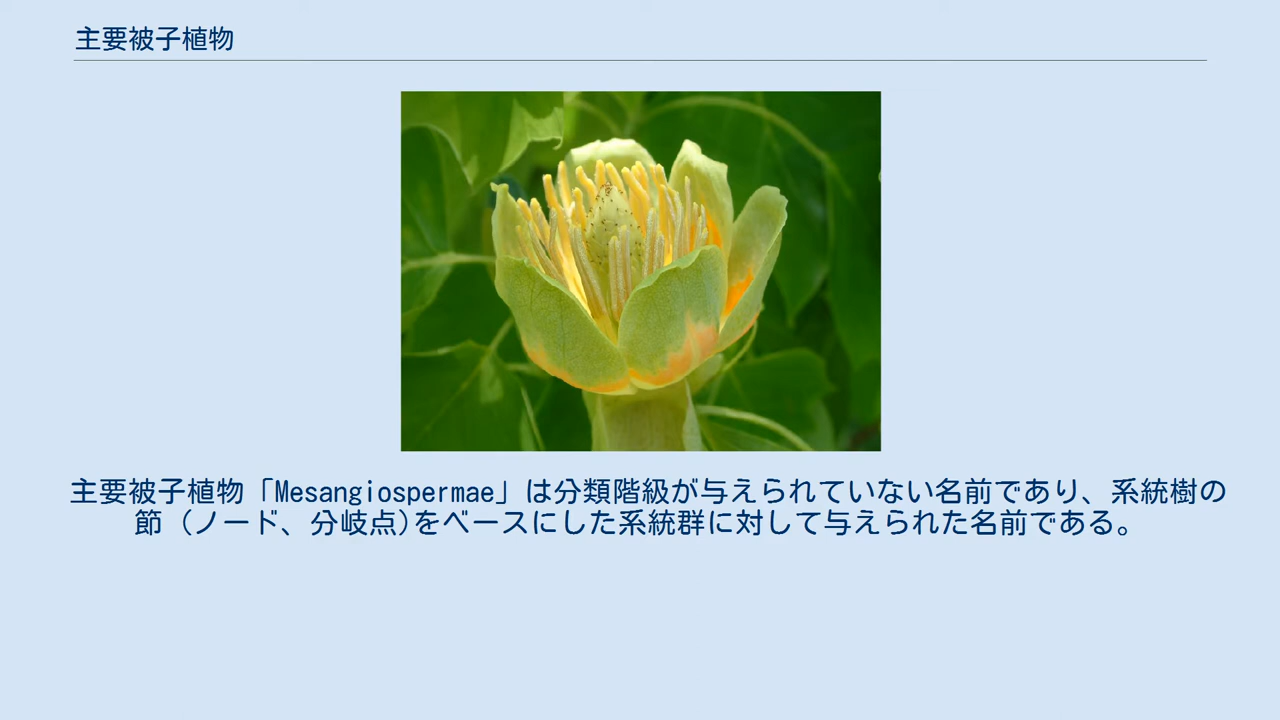 主要被子植物
主要被子植物「Mesangiospermae」は分類階級が与えられていない名前であり、系統樹の
節 (ノード、分岐点)をベースにした系統群に対して与えられた名前である。